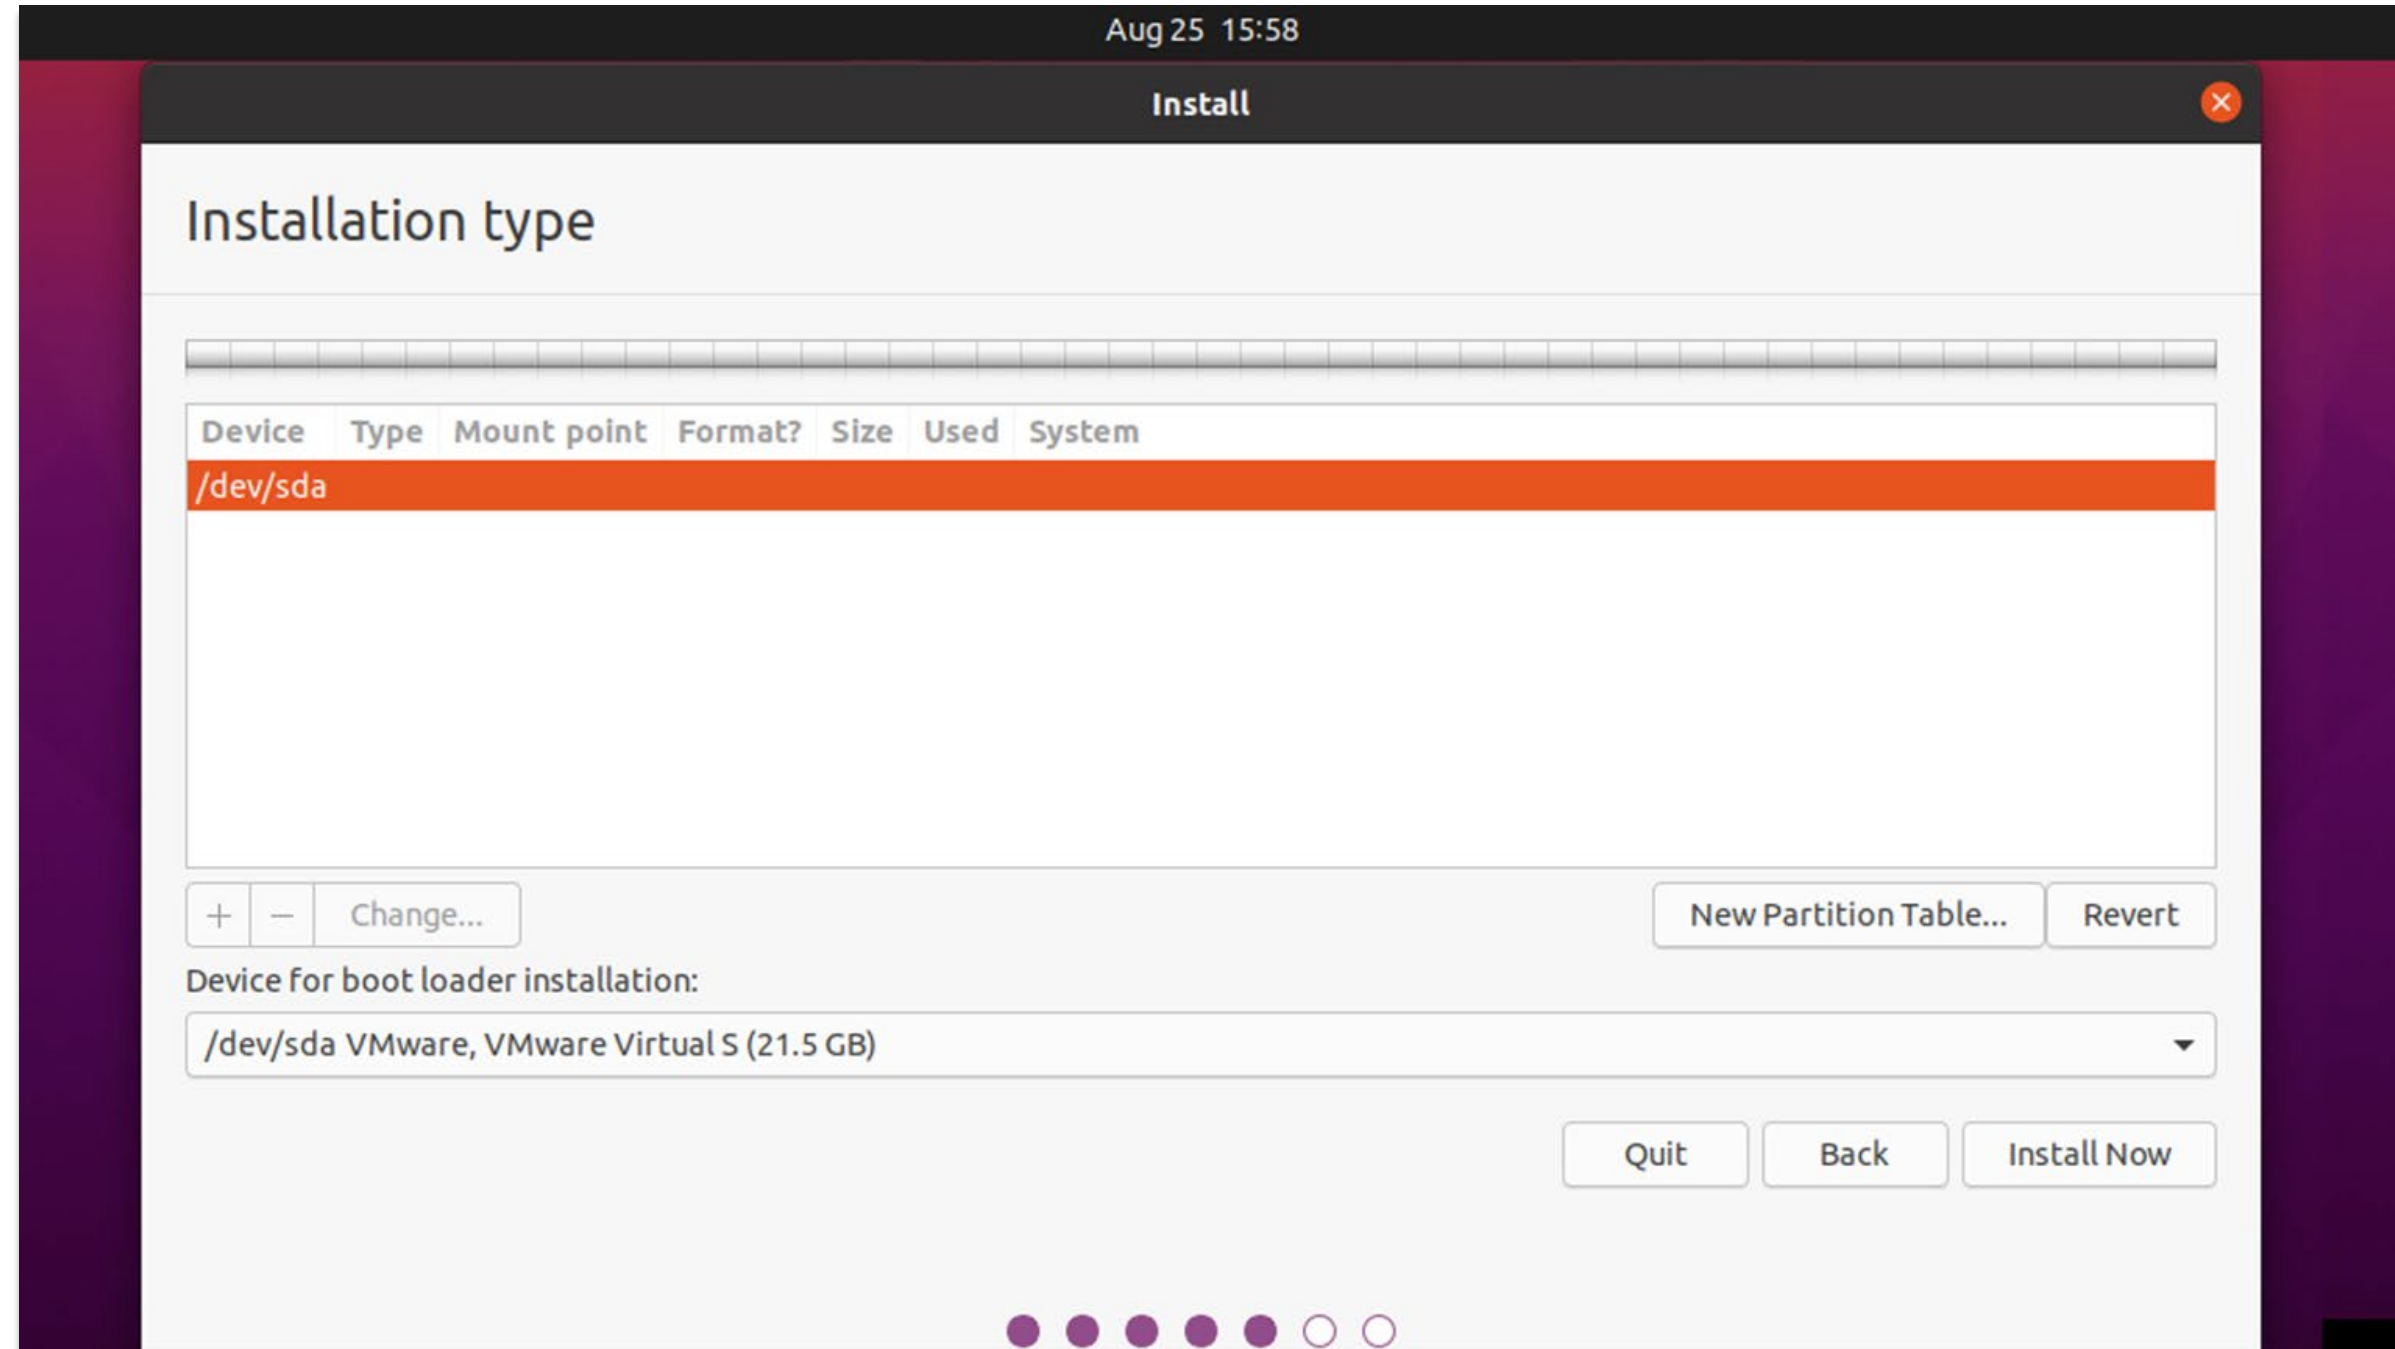 Aug 25 15:58
Install
Installation type
Device Type Mount point Format? Size Used System
/dev/sda
+ − Change... New Partition Table... Revert
Device for boot loader installation:
/dev/sda VMware, VMware Virtual S (21.5 GB)
Quit Back Install Now